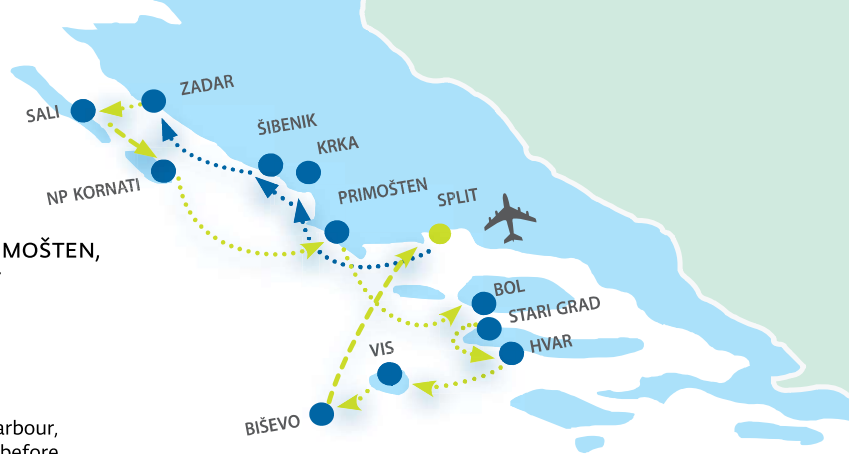 ZADAR
SALI
ŠIBENIK
KRKA
NP KORNATI
PRIMOŠTEN
SPLIT
MOŠTEN,
BOL
STARI GRAD
HVAR
VIS
BIŠEVO
arbour,
before